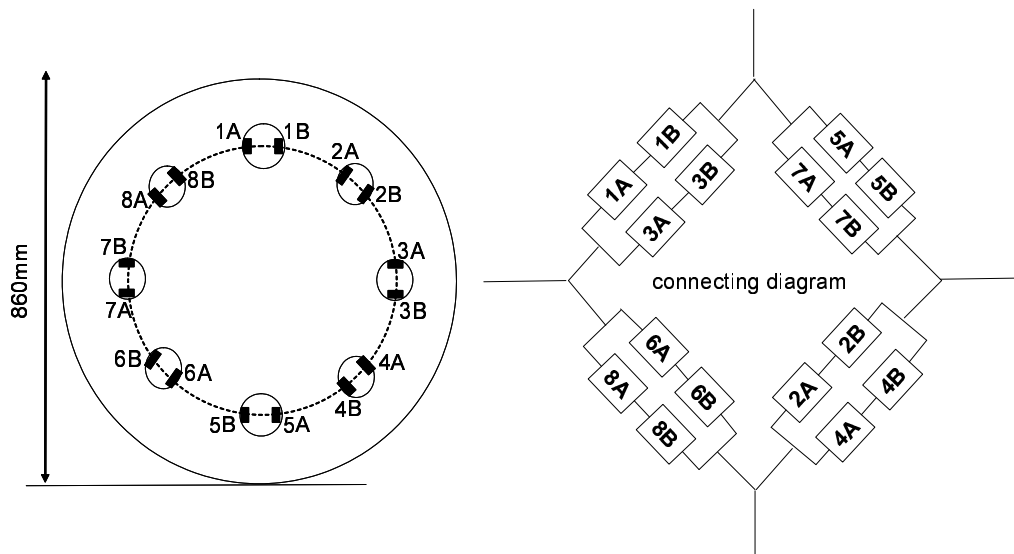 860mm
1A
1B
2A
2B
3A
3B
4A
4B
5A
5B
6A
6B
7A
7B
8A
8B
1A
1B
3A
3B
5A
5B
7A
7B
connecting diagram
6A
6B
8A
8B
2A
2B
4A
4B